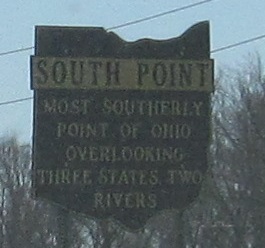 SOUTH POINT
MOST SOUTHERLY
POINT OF OHIO
OVERLOOKING
THREE STATES, TWO
RIVERS